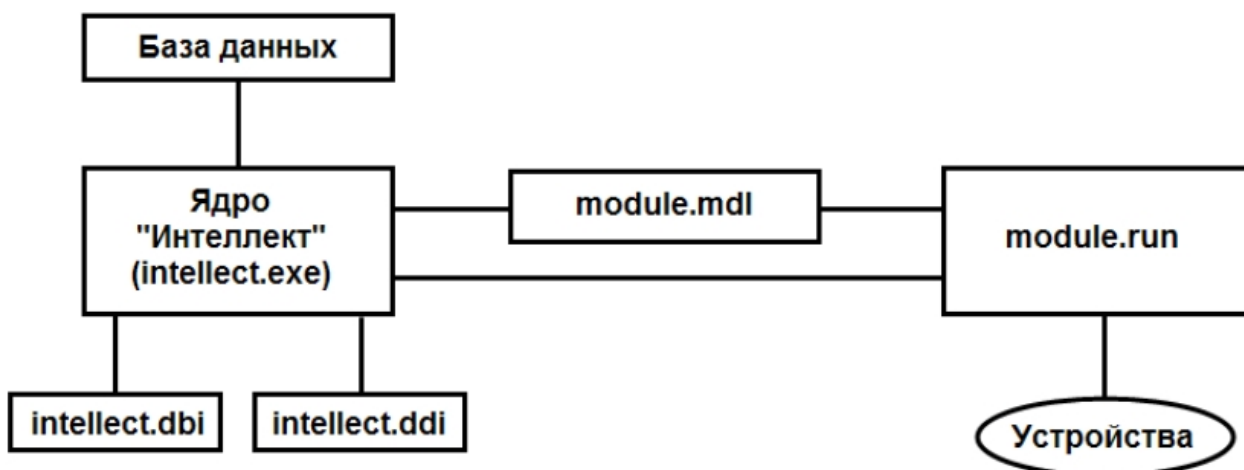 База данных
Ядро
"Интеллект"
(intellect.exe)
module.mdl
module.run
intellect.dbi
intellect.ddi
Устройства